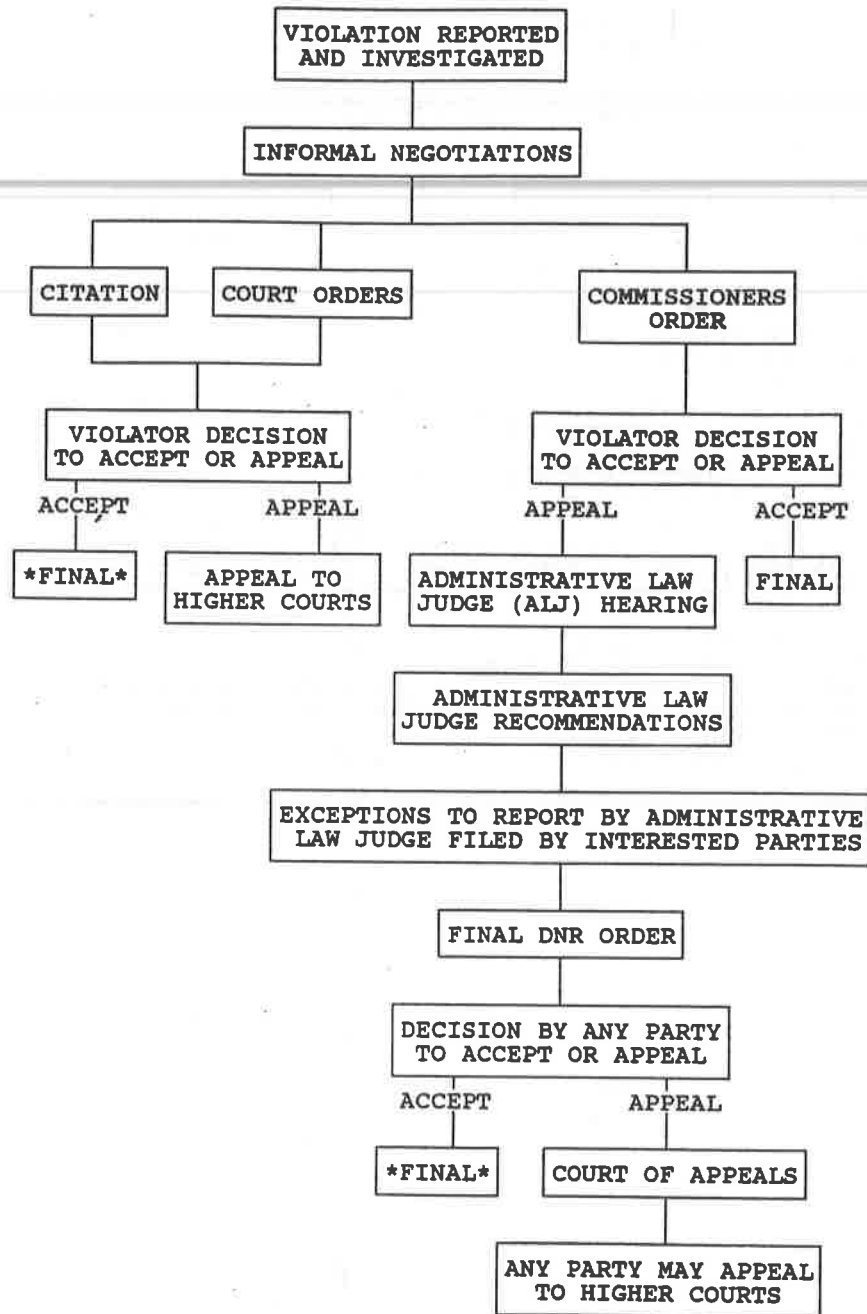 VIOLATION REPORTED
AND INVESTIGATED
INFORMAL NEGOTIATIONS
CITATION
COURT ORDERS
COMMISSIONERS
ORDER
VIOLATOR DECISION
TO ACCEPT OR APPEAL
VIOLATOR DECISION
TO ACCEPT OR APPEAL
ACCEPT
APPEAL
APPEAL
ACCEPT
*FINAL*
APPEAL TO
HIGHER COURTS
ADMINISTRATIVE LAW
JUDGE (ALJ) HEARING
FINAL
ADMINISTRATIVE LAW
JUDGE RECOMMENDATIONS
EXCEPTIONS TO REPORT BY ADMINISTRATIVE
LAW JUDGE FILED BY INTERESTED PARTIES
FINAL DNR ORDER
DECISION BY ANY PARTY
TO ACCEPT OR APPEAL
ACCEPT
APPEAL
*FINAL*
COURT OF APPEALS
ANY PARTY MAY APPEAL
TO HIGHER COURTS